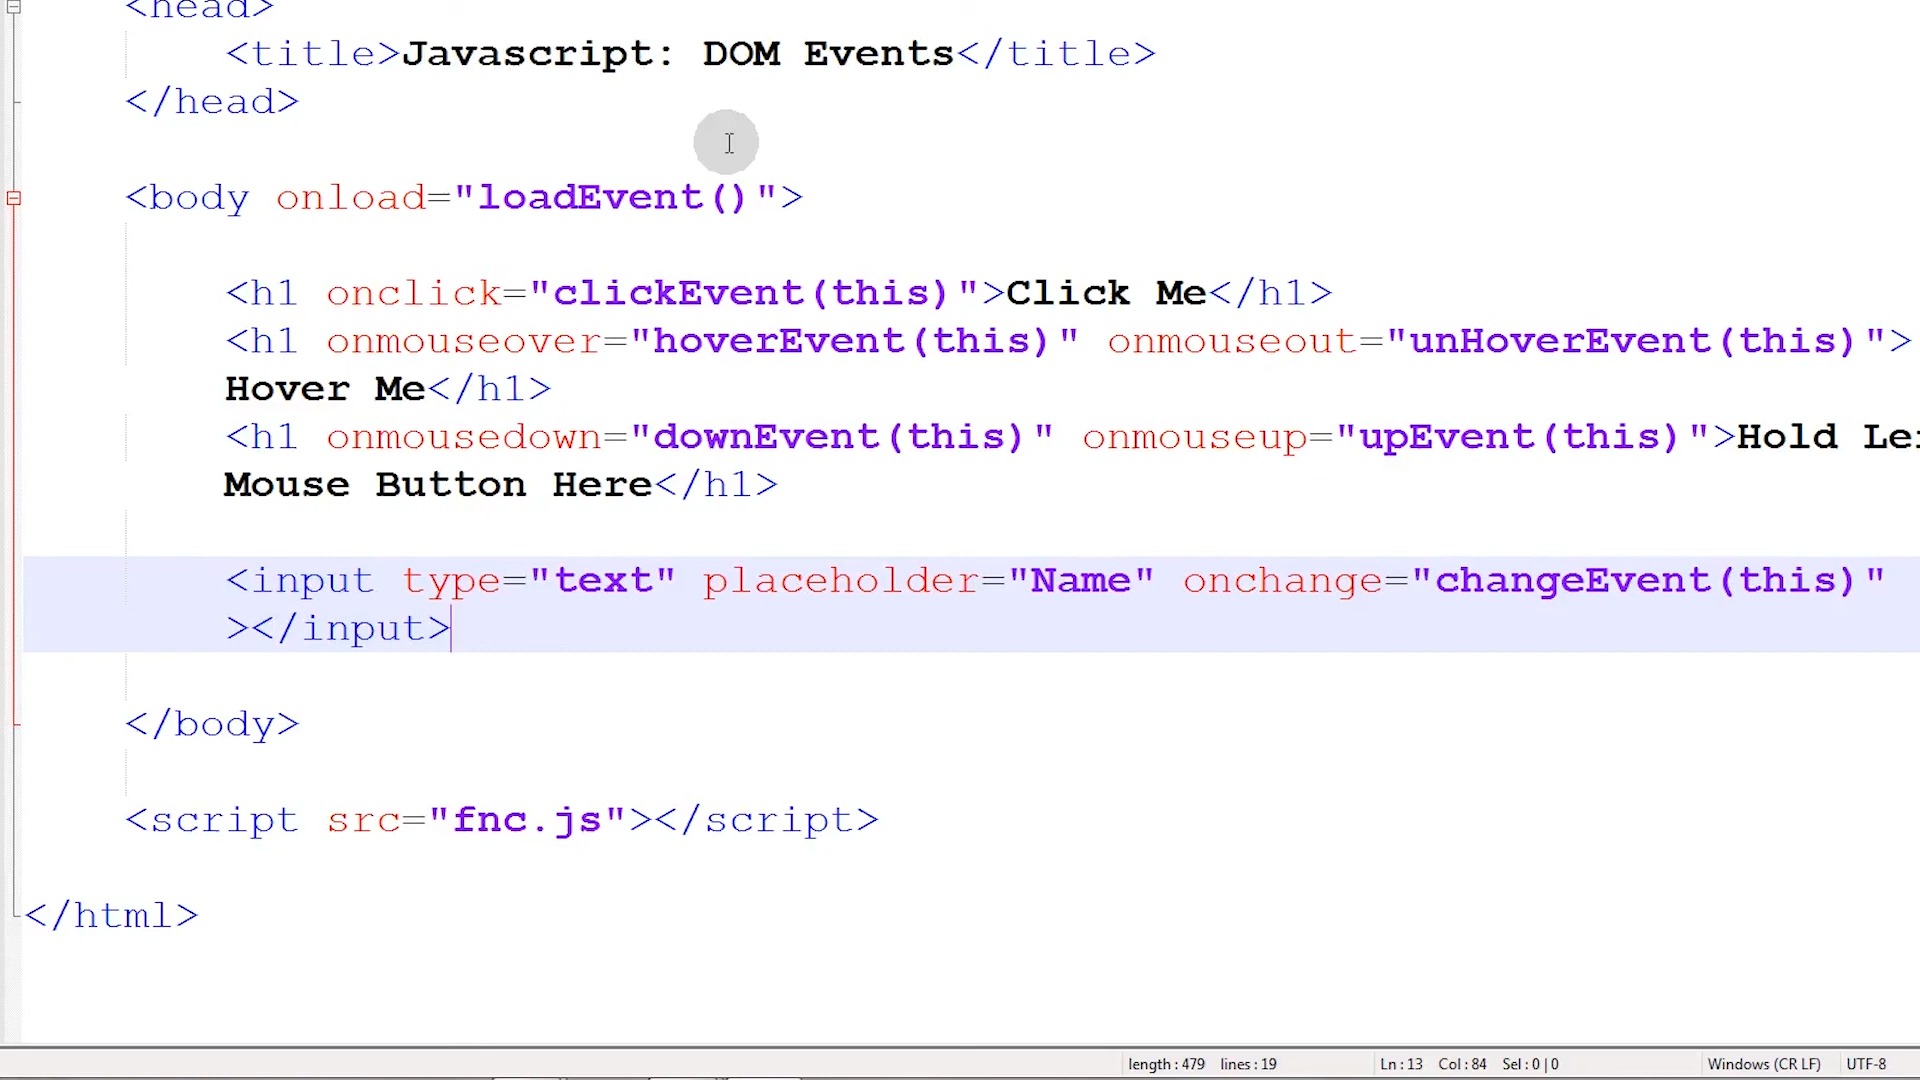 <head>
<title>Javascript: DOM Events</title>
</head>
<body onload="loadEvent()">
<h1 onclick="clickEvent(this)">Click Me</h1>
<h1 onmouseover="hoverEvent(this)" onmouseout="unHoverEvent(this)">
Hover Me</h1>
<h1 onmousedown="downEvent(this)" onmouseup="upEvent(this)">Hold
Mouse Button Here</h1>
<input type="text" placeholder="Name" onchange="changeEvent(this)"
></input>
</body>
<script src="fnc.js"></script>
</html>
length : 479 lines : 19 Ln : 13 Col : 84 Sel : 0 | 0 Windows (CR LF) UTF-8